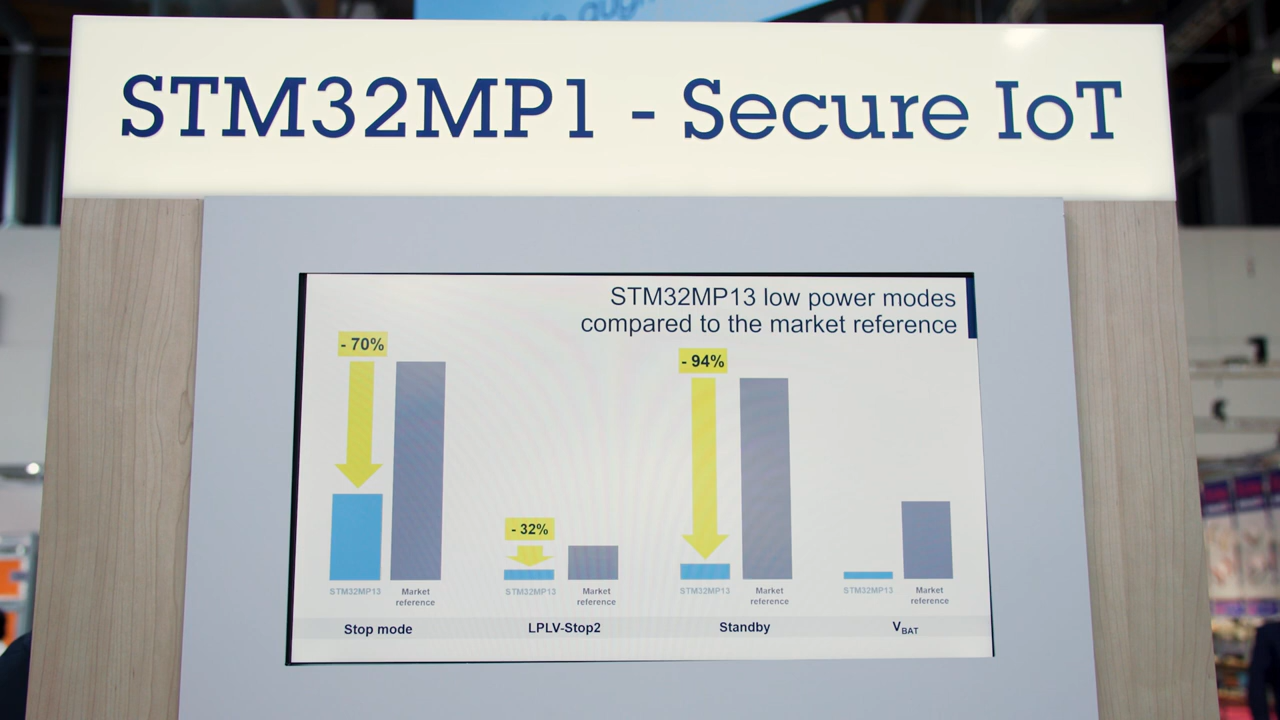 STM32MP1 - Secure IoT
STM32MP13 low power modes
compared to the market reference
- 70%
- 32%
- 94%
STM32MP13
Market
reference
STM32MP13
Market
reference
STM32MP13
Market
reference
STM32MP13
Market
reference
Stop mode
LPLV-Stop2
Standby
VBAT